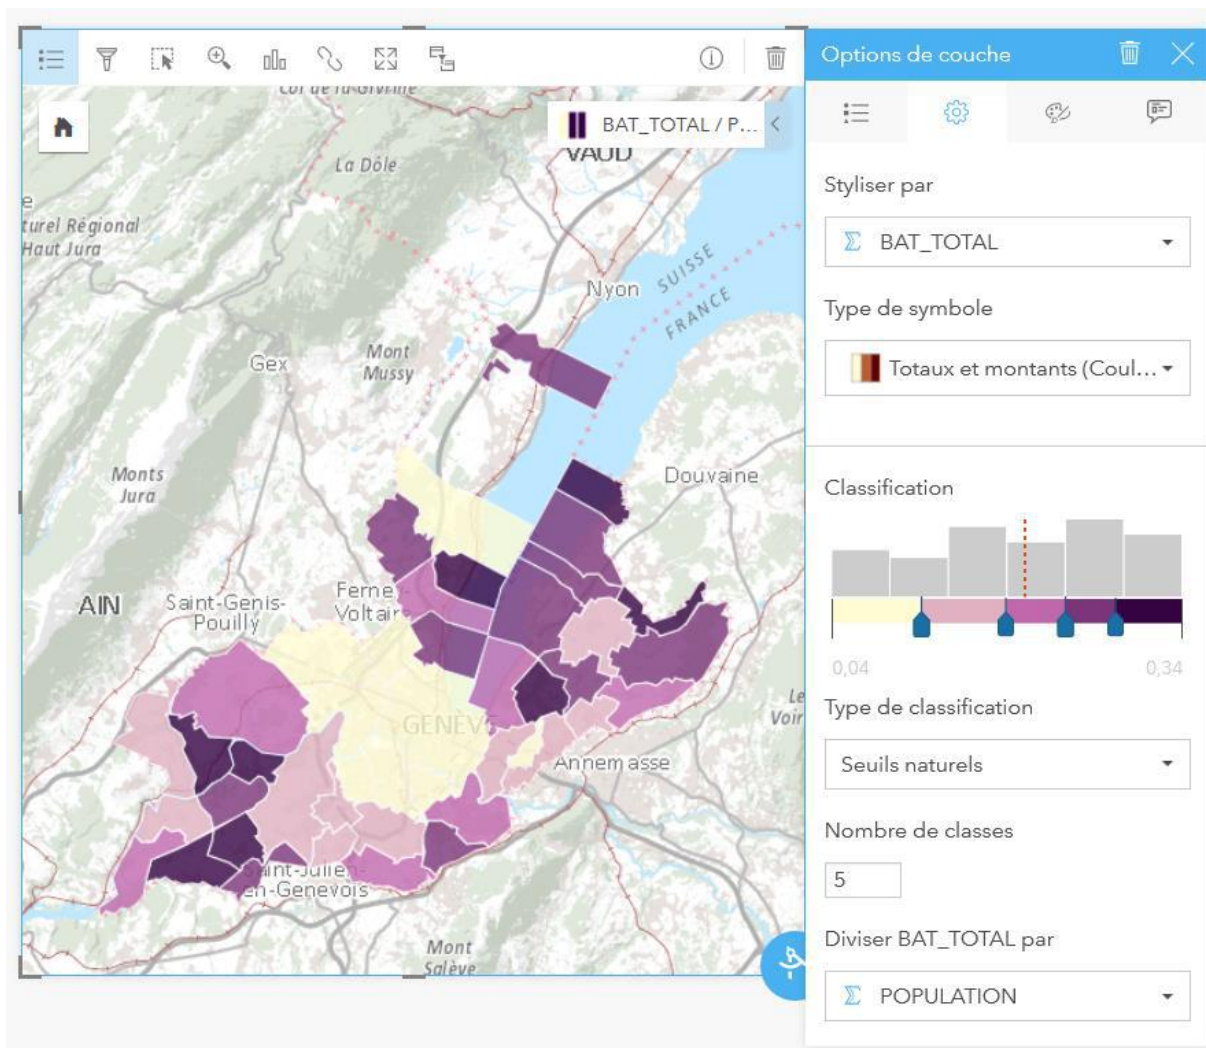 Options de couche
Col de la Givrine
BAT_TOTAL / P...
VAUD
La Dôle
e
turel Régional
Haut Jura
SUISSE
Nyon
FRANCE
Gex
Mont
Mussy
Monts
Jura
Douvaine
AIN
Saint-Genis-
Pouilly
Ferney
Voltaire
GENÈVE
Le
Voir
Annemasse
Saint-Julien-
en-Genevois
Mont
Salève
Styliser par
BAT_TOTAL
Type de symbole
Totaux et montants (Coul...
Classification
0,04
0,34
Type de classification
Seuils naturels
Nombre de classes
5
Diviser BAT_TOTAL par
POPULATION